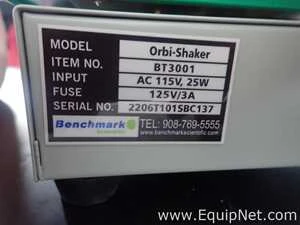 MODEL Orbi-Shaker
ITEM NO. BT3001
INPUT AC 115V, 25W
FUSE 125V/3A
SERIAL NO. 2206T101SBC137
Benchmark Scientific TEL: 908-769-5555
www.benchmarkscientific.com
www.EquipNet.com